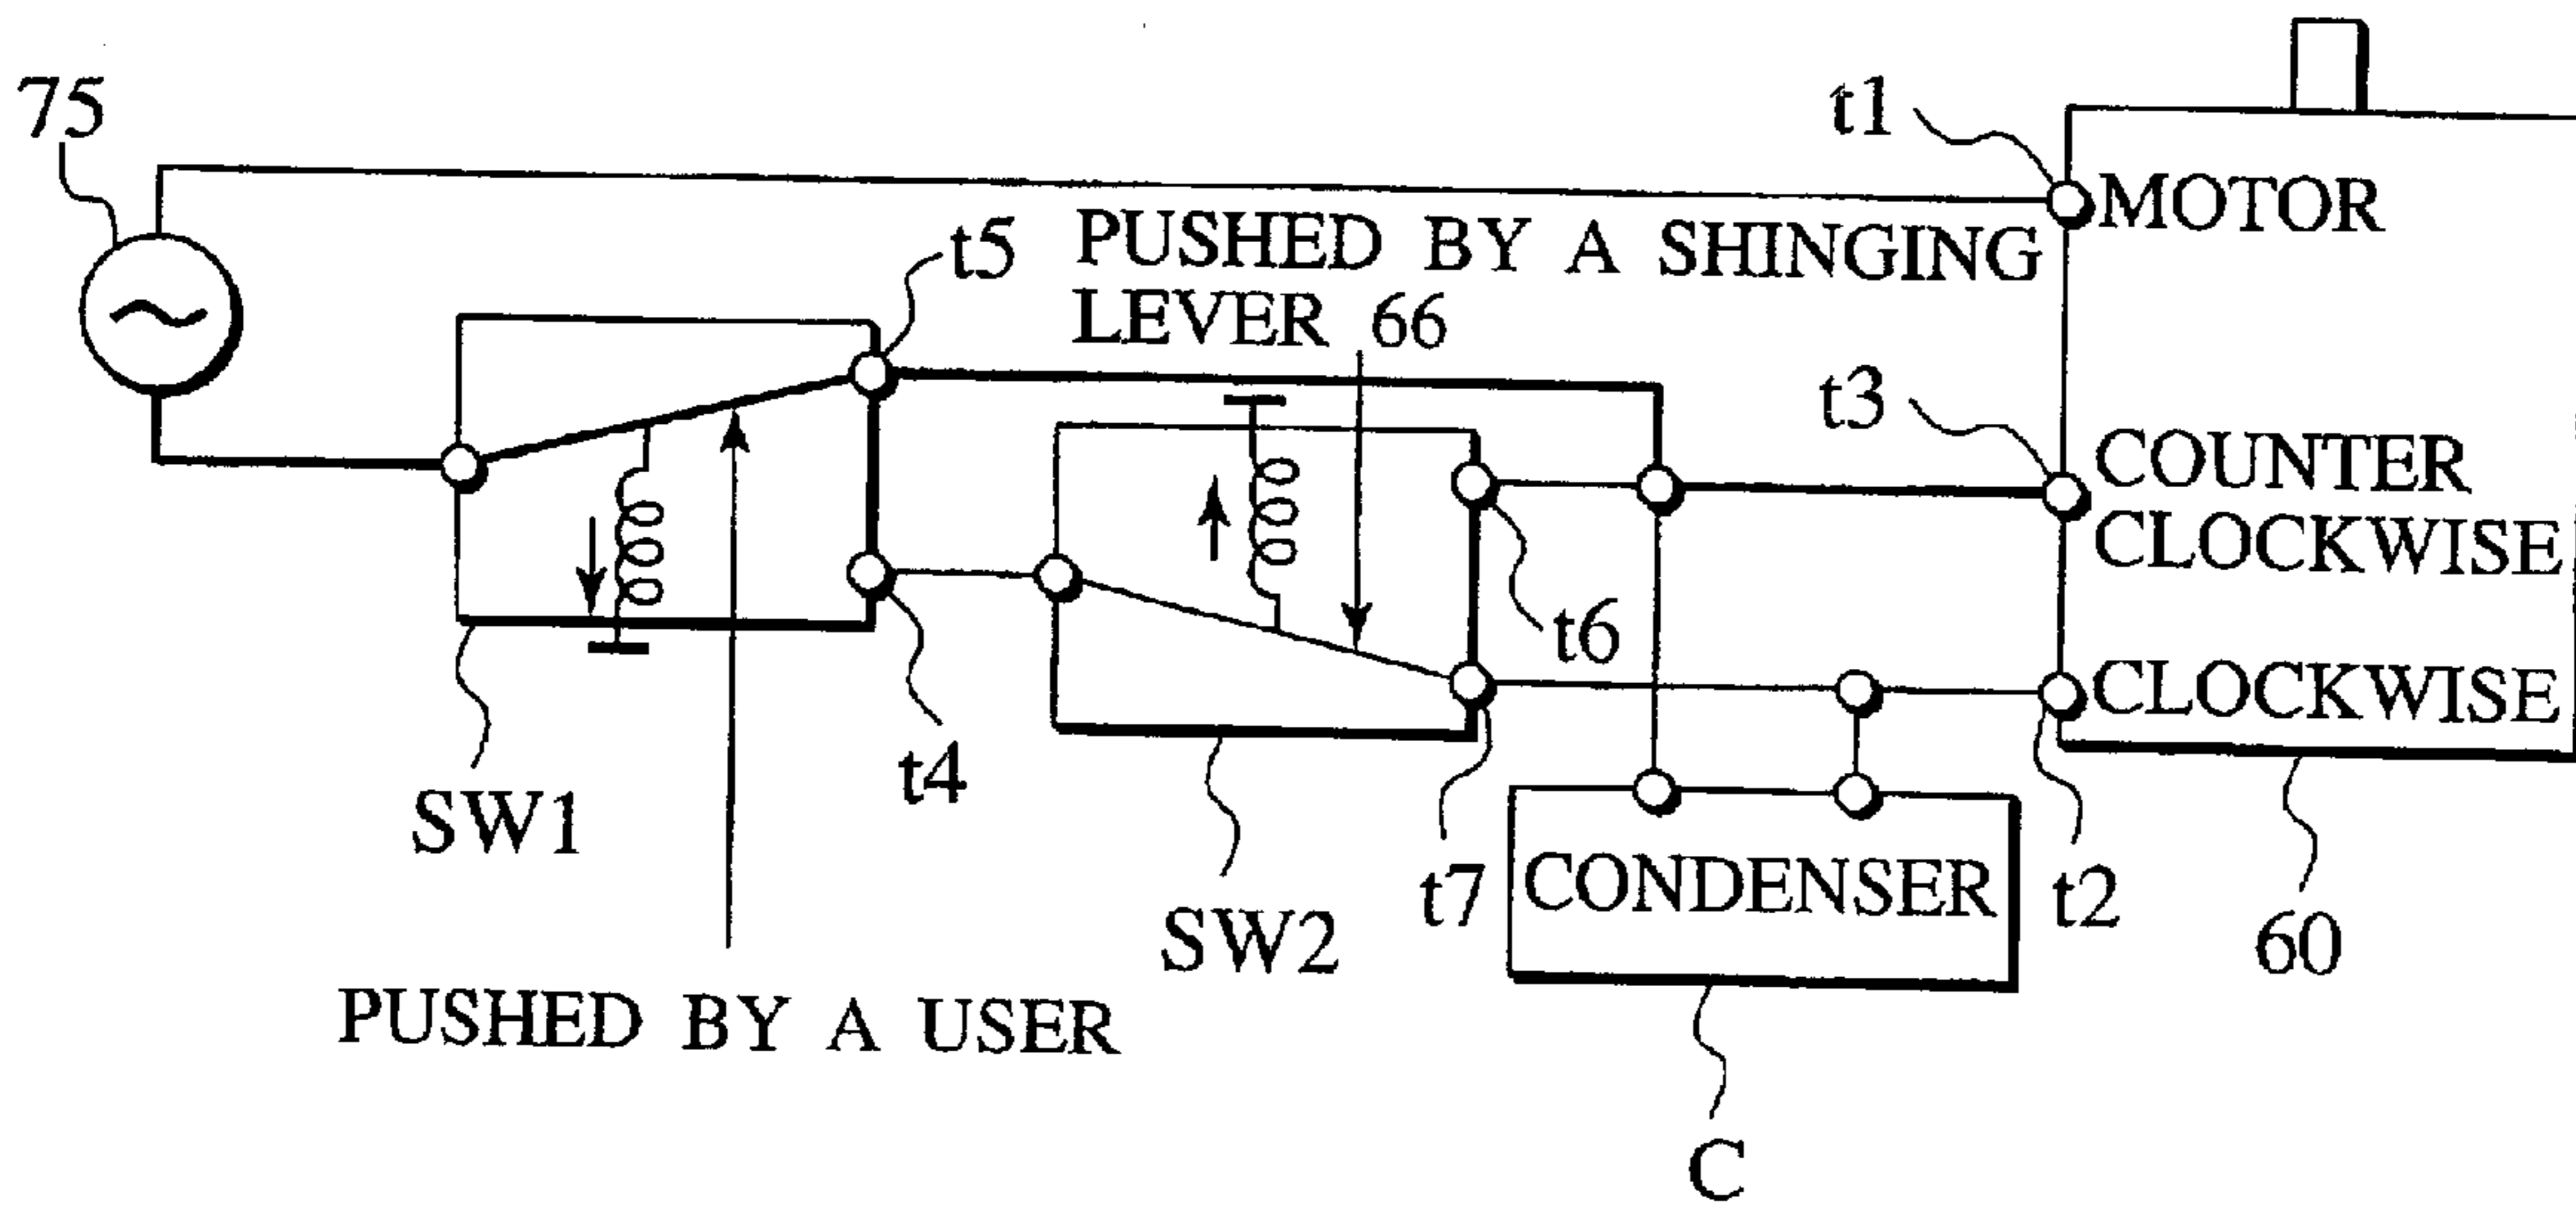 75
t1
MOTOR
t5
PUSHED BY A SHINGING
LEVER 66
t3
COUNTER
CLOCKWISE
t6
CLOCKWISE
t4
SW1
t7
CONDENSER
t2
SW2
60
PUSHED BY A USER
C